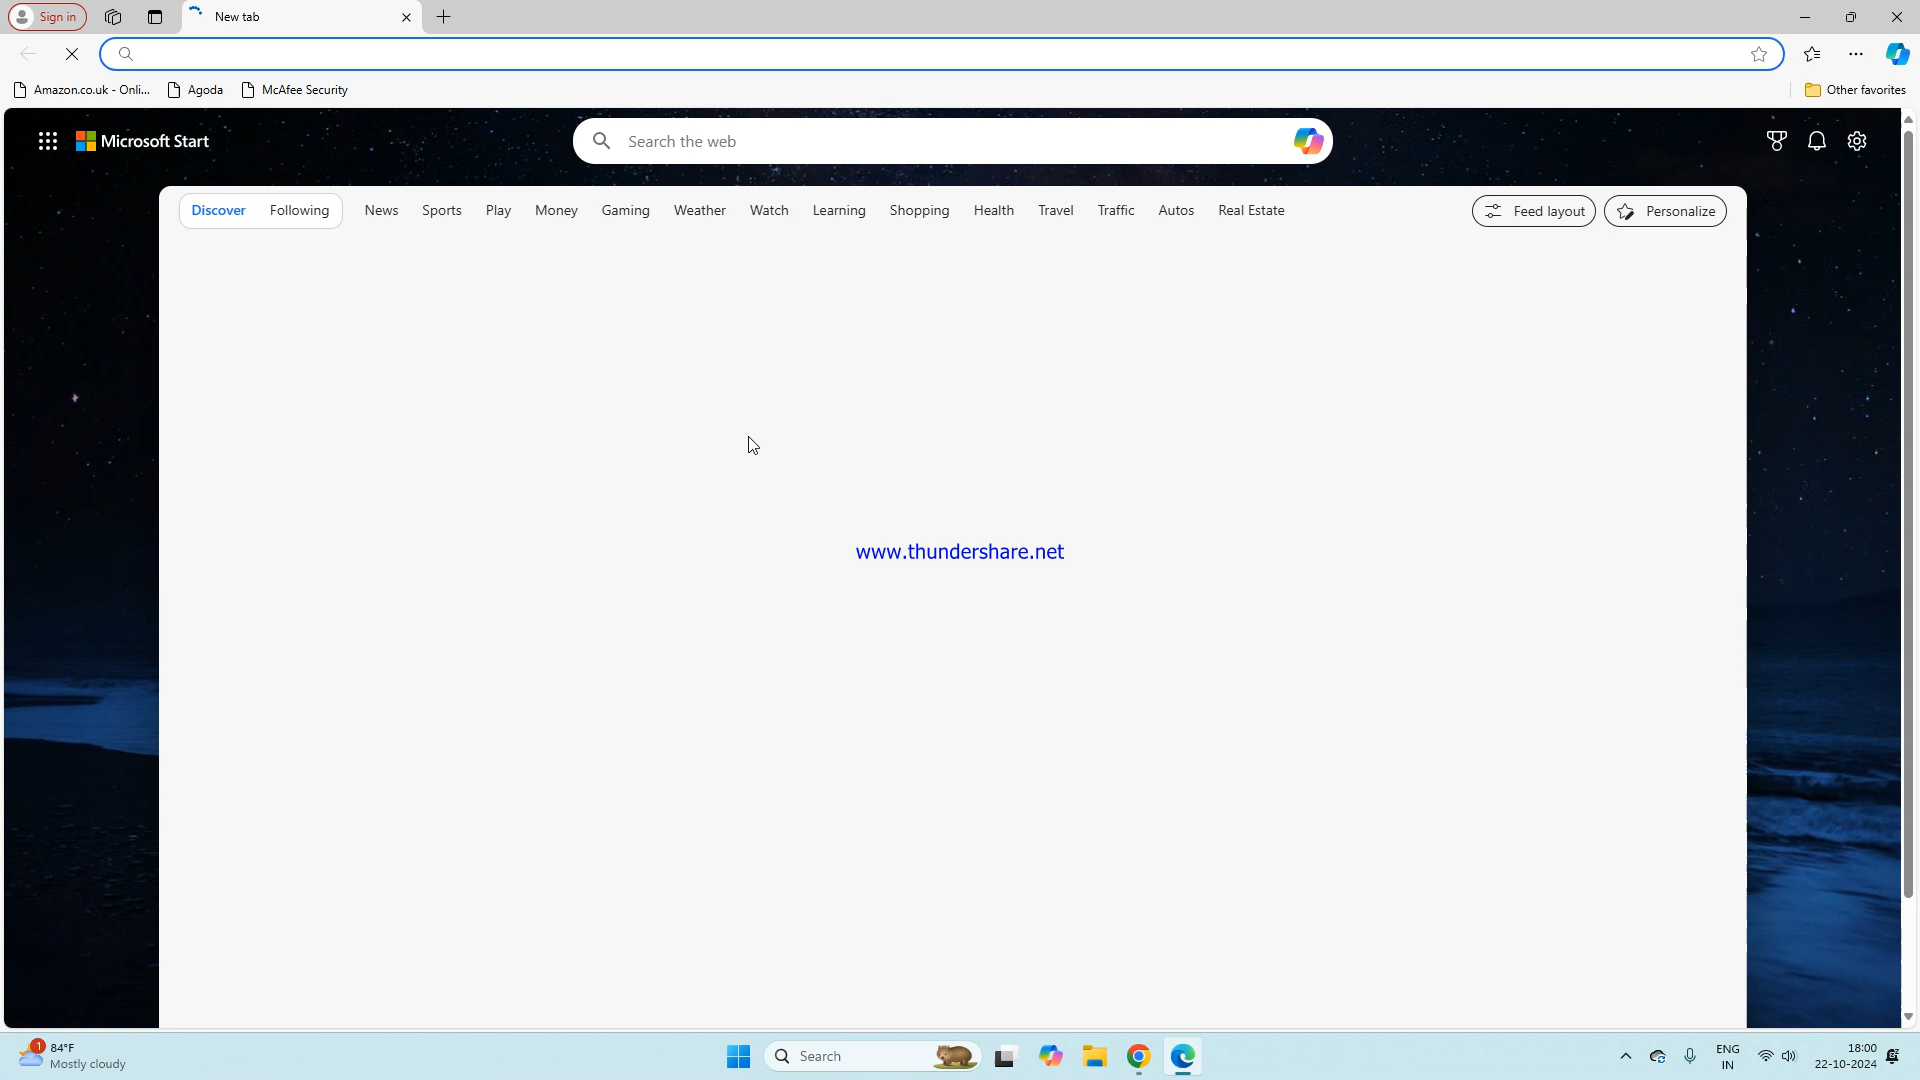 Sign in
New tab
Amazon.co.uk - Onli...
Agoda
McAfee Security
Other favorites
Microsoft Start
Search the web
Discover
Following
News
Sports
Play
Money
Gaming
Weather
Watch
Learning
Shopping
Health
Travel
Traffic
Autos
Real Estate
Feed layout
Personalize
www.thundershare.net
1
84°F
Mostly cloudy
Search
ENG
IN
18:00
22-10-2024